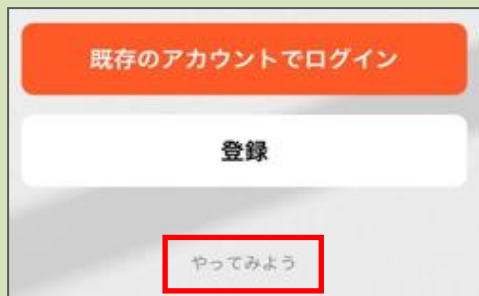 既存のアカウントでログイン
登録
やってみよう